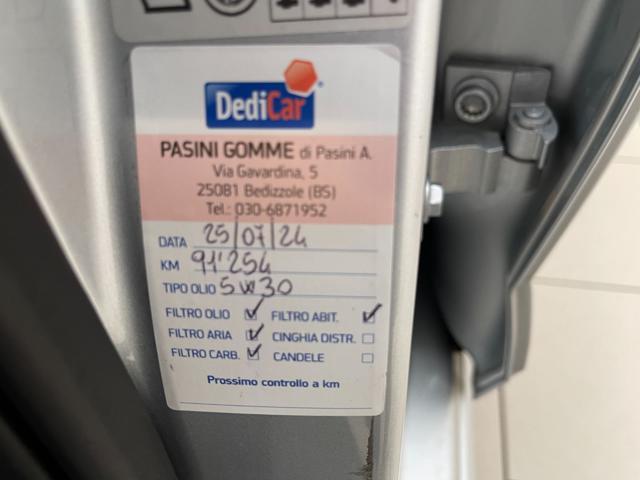 DediCar
PASINI GOMME di Pasini A.
Via Gavardina, 5
25081 Bedizzole (BS)
Tel.: 030-6871952
DATA 25/07/24
KM 91'254
TIPO OLIO 5W30
FILTRO OLIO FILTRO ABIT.
FILTRO ARIA CINGHIA DISTR.
FILTRO CARB. CANDELE
Prossimo controllo a km